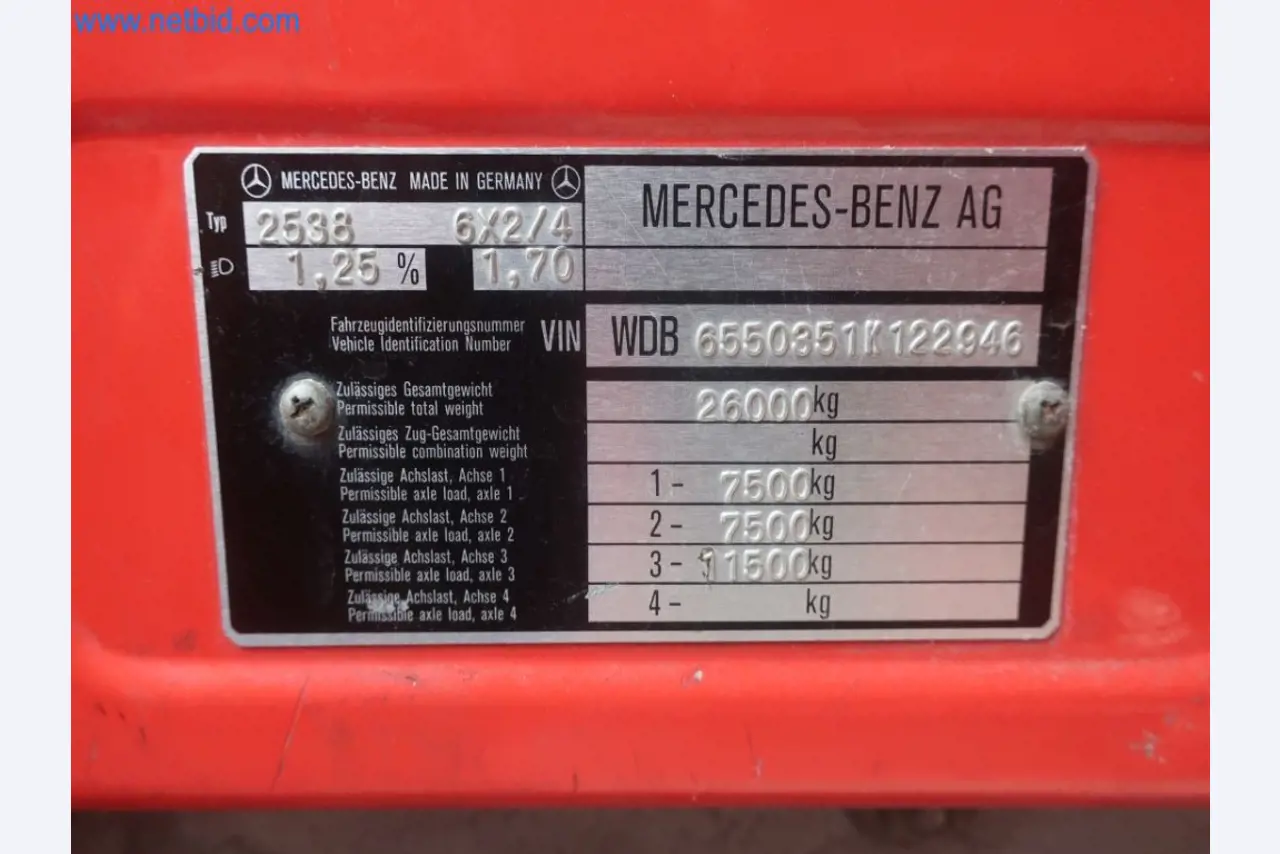 www.netbid.com
MERCEDES-BENZ MADE IN GERMANY
MERCEDES-BENZ AG
Typ 2538 6X2/4
1,25 % 1,70
Fahrzeugidentifizierungsnummer
Vehicle Identification Number
VIN WDB 6550351K122946
Zulässiges Gesamtgewicht
Permissible total weight
26000kg
Zulässiges Zug-Gesamtgewicht
Permissible combination weight
kg
Zulässige Achslast, Achse 1
Permissible axle load, axle 1
1- 7500kg
Zulässige Achslast, Achse 2
Permissible axle load, axle 2
2- 7500kg
Zulässige Achslast, Achse 3
Permissible axle load, axle 3
3- 11500kg
Zulässige Achslast, Achse 4
Permissible axle load, axle 4
4- kg